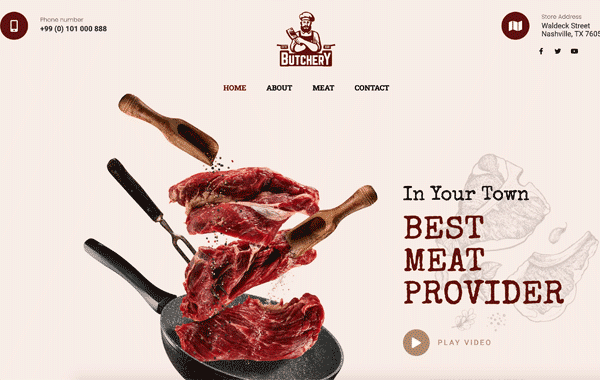 Phone number
+99 (0) 101 000 888
BUTCHERY
Store Address
Waldeck Street
Nashville, TX 7605
HOME ABOUT MEAT CONTACT
In Your Town
BEST
MEAT
PROVIDER
PLAY VIDEO